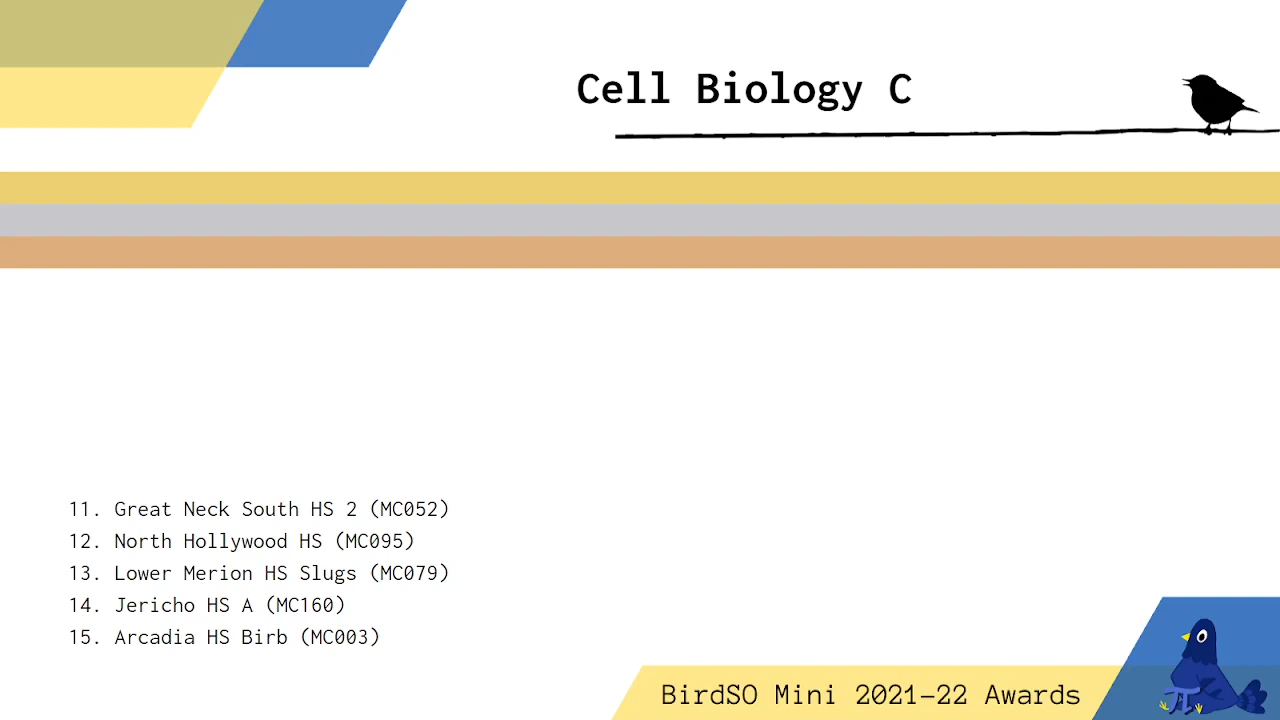 Cell Biology C
11. Great Neck South HS 2 (MC052)
12. North Hollywood HS (MC095)
13. Lower Merion HS Slugs (MC079)
14. Jericho HS A (MC160)
15. Arcadia HS Birb (MC003)
BirdSO Mini 2021–22 Awards
π